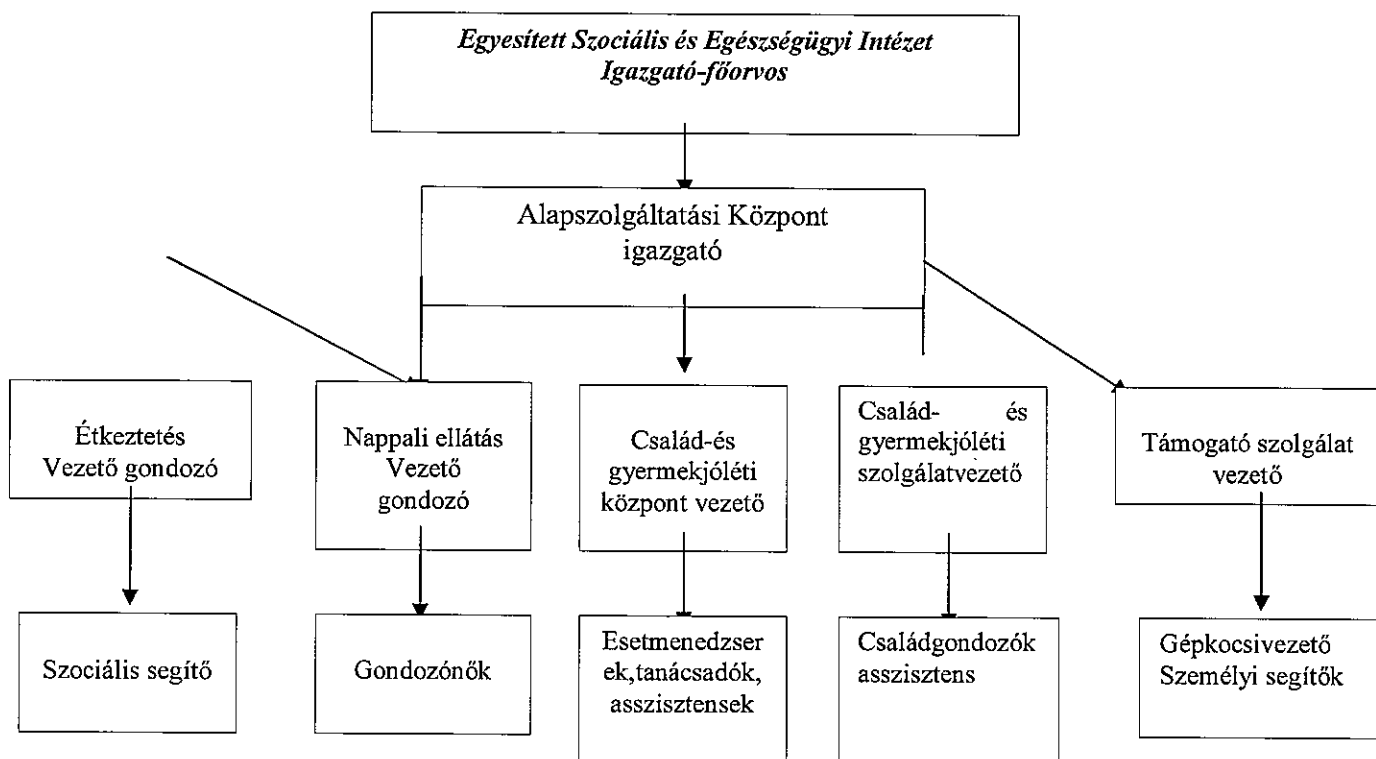 Egyesített Szociális és Egészségügyi Intézet
Igazgató-főorvos
Alapszolgáltatási Központ
igazgató
Étkeztetés
Vezető gondozó
Nappali ellátás
Vezető
gondozó
Család-és
gyermekjóléti
központ vezető
Család- és
gyermekjóléti
szolgálatvezető
Támogató szolgálat
vezető
Szociális segítő
Gondozónők
Esetmenedzser
ek,tanácsadók,
asszisztensek
Családgondozók
asszisztens
Gépkocsivezető
Személyi segítők